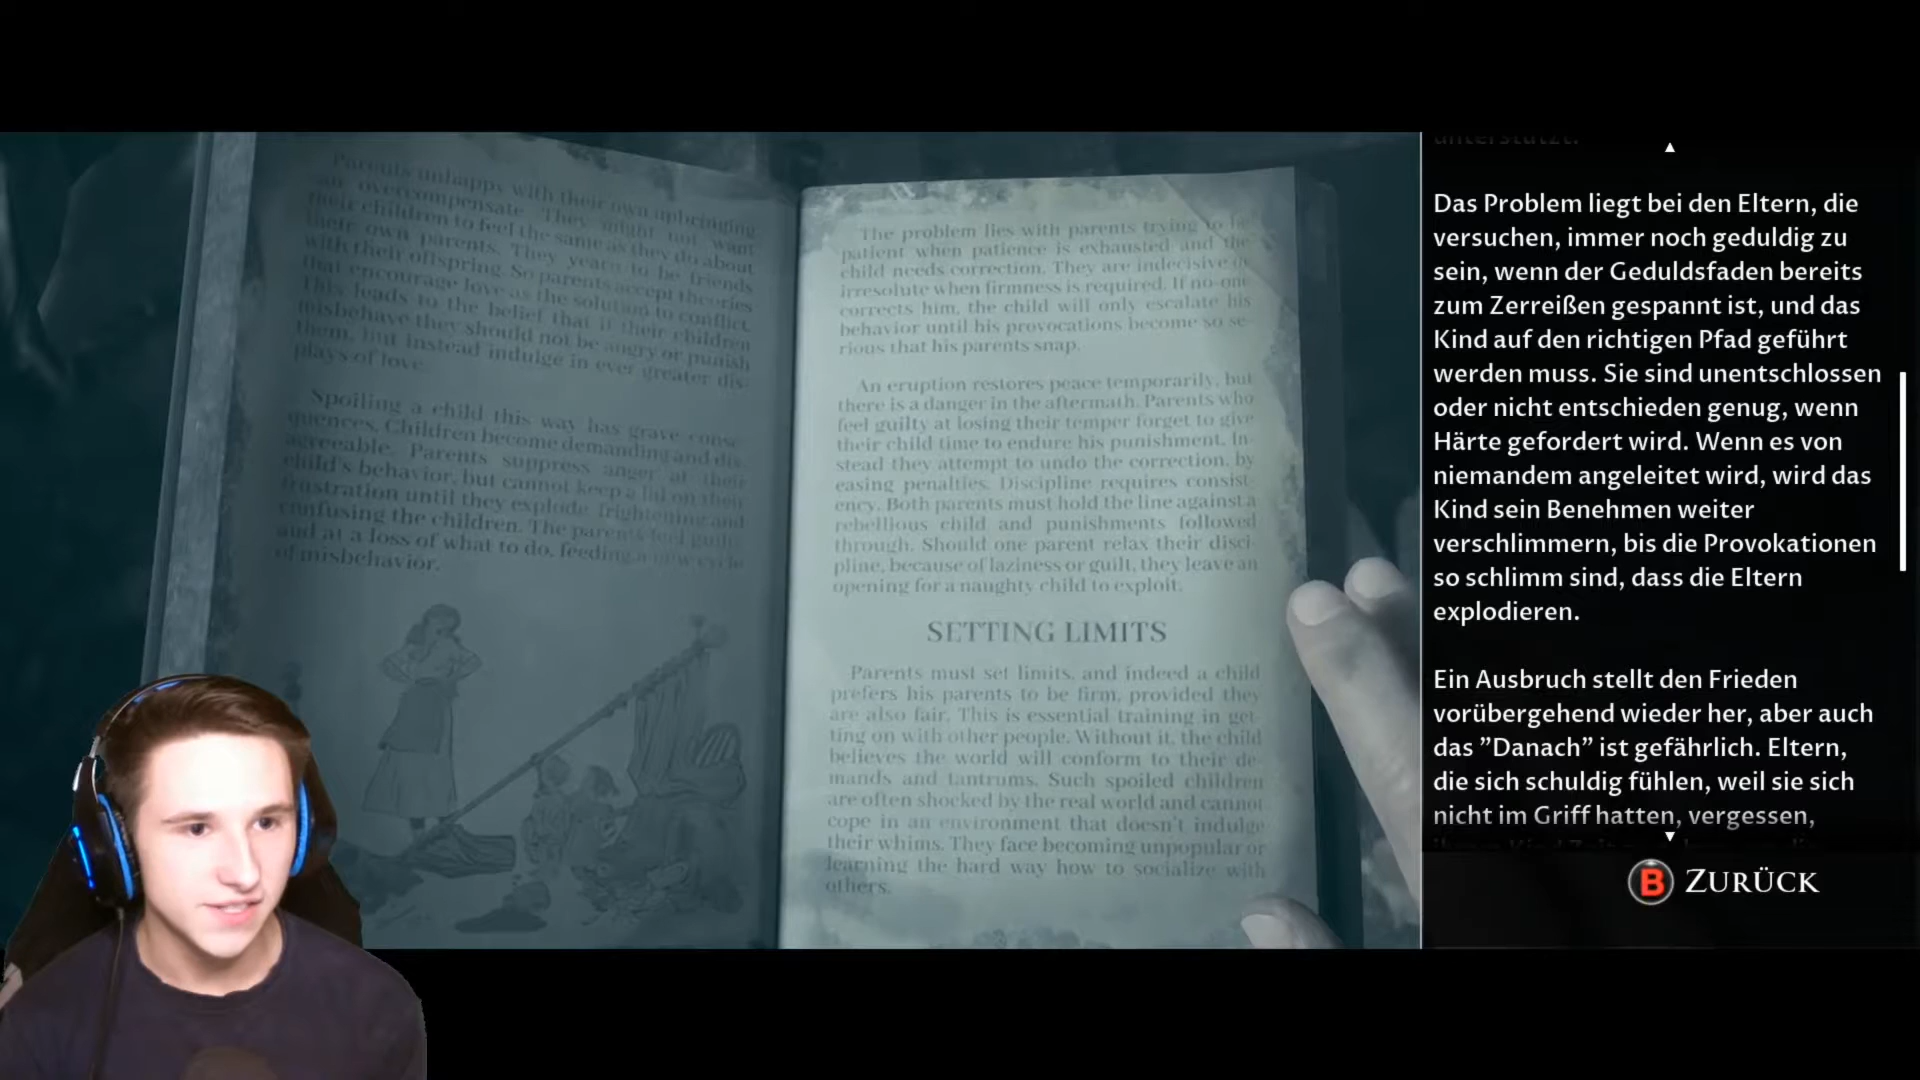 Parents unhappy with their own upbringing
an overcompensate. They might not want
their children to feel the same as they do about
their own parents. They yearn to be friends
with their offspring So parents accept theories
that encourage love as the solution to conflict.
This leads to the belief that if their children
misbehave they should not be angry or punish
them, but instead indulge in ever greater dis-
plays of love.
Spoiling a child this way has grave conse-
quences. Children become demanding and dis-
agreeable. Parents suppress anger at their
child's behavior, but cannot keep a lid on their
frustration until they explode frightening and
confusing the children. The parents feel guilty
and at a loss of what to do, feeding a new cycle
of misbehavior.
The problem lies with parents trying to be
patient when patience is exhausted and the
child needs correction. They are indecisive or
irresolute when firmness is required. If no-one
corrects him, the child will only escalate his
behavior until his provocations become so se-
rious that his parents snap.
An eruption restores peace temporarily, but
there is a danger in the aftermath. Parents who
feel guilty at losing their temper forget to give
their child time to endure his punishment. In-
stead they attempt to undo the correction, by
easing penalties. Discipline requires consist-
ency. Both parents must hold the line against a
rebellious child and punishments followed
through. Should one parent relax their disci-
pline, because of laziness or guilt, they leave an
opening for a naughty child to exploit.
SETTING LIMITS
Parents must set limits, and indeed a child
prefers his parents to be firm, provided they
are also fair. This is essential training in get-
ting on with other people. Without it, the child
believes the world will conform to their de-
mands and tantrums. Such spoiled children
are often shocked by the real world and cannot
cope in an environment that doesn't indulge
their whims. They face becoming unpopular or
learning the hard way how to socialize with
others.
unterstützt.
Das Problem liegt bei den Eltern, die
versuchen, immer noch geduldig zu
sein, wenn der Geduldsfaden bereits
zum Zerreißen gespannt ist, und das
Kind auf den richtigen Pfad geführt
werden muss. Sie sind unentschlossen
oder nicht entschieden genug, wenn
Härte gefordert wird. Wenn es von
niemandem angeleitet wird, wird das
Kind sein Benehmen weiter
verschlimmern, bis die Provokationen
so schlimm sind, dass die Eltern
explodieren.
Ein Ausbruch stellt den Frieden
vorübergehend wieder her, aber auch
das ”Danach” ist gefährlich. Eltern,
die sich schuldig fühlen, weil sie sich
nicht im Griff hatten, vergessen,
B ZURÜCK